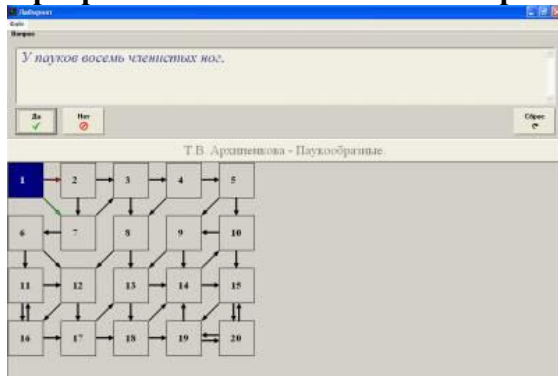 Лабиринт
Файл
Вопрос
У пауков восемь членистых ног.
Да
Нет
Сброс
Т.В. Архипенкова - Паукообразные.
1 2 3 4 5
6 7 8 9 10
11 12 13 14 15
16 17 18 19 20